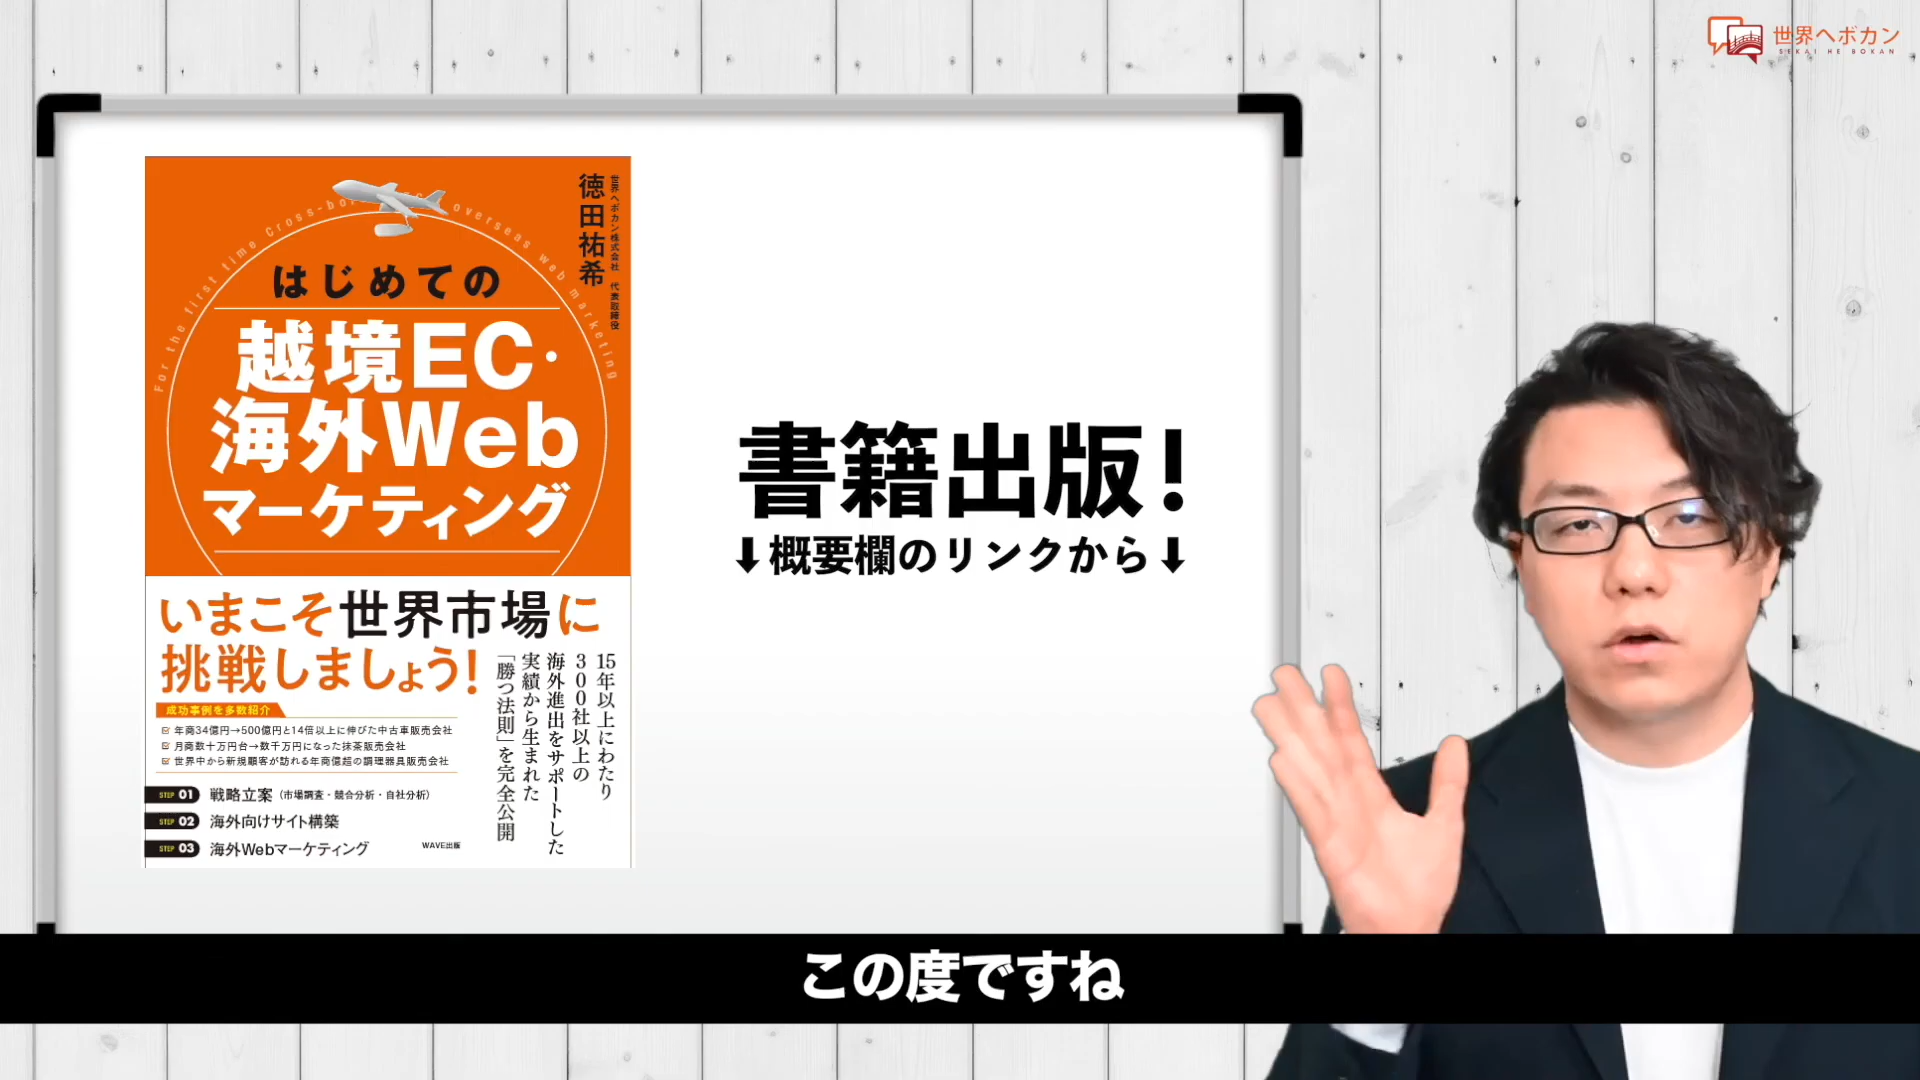 世界へボカン
SEKAI HE BOKAN
世界へボカン株式会社 代表取締役
徳田祐希
はじめての
越境EC・
海外Web
マーケティング
いまこそ世界市場に
挑戦しましょう!
15年以上にわたり
300社以上の
海外進出をサポートした
実績から生まれた
「勝つ法則」を完全公開
成功事例を多数紹介
年商34億円→500億円と14倍以上に伸びた中古車販売会社
月商数十万円台→数千万円になった抹茶販売会社
世界中から新規顧客が訪れる年商億超の調理器具販売会社
STEP 01 戦略立案(市場調査・競合分析・自社分析)
STEP 02 海外向けサイト構築
STEP 03 海外Webマーケティング
WAVE出版
書籍出版!
⬇概要欄のリンクから⬇
この度ですね